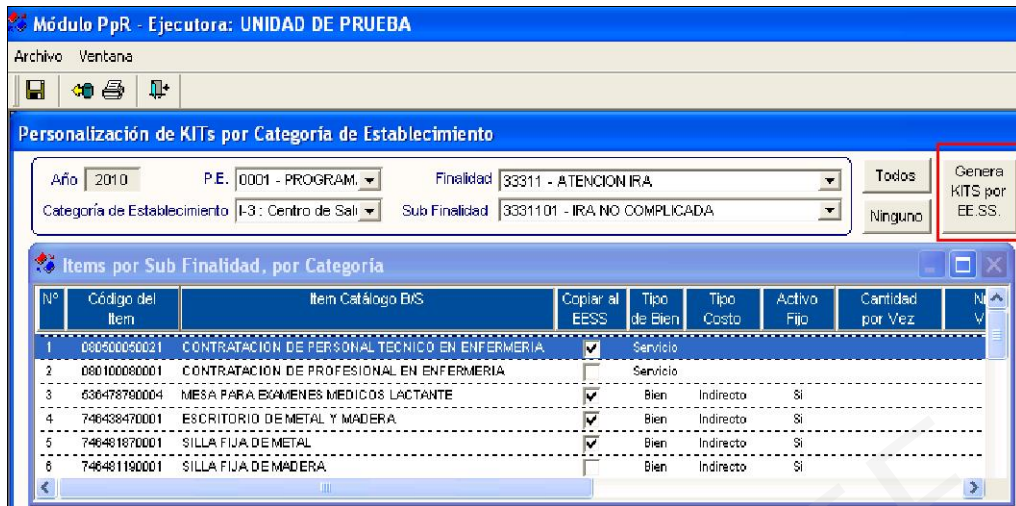 Módulo PpR - Ejecutora: UNIDAD DE PRUEBA
Archivo Ventana
Personalización de KITs por Categoría de Establecimiento
Año 2010 P.E. 0001 - PROGRAM. Finalidad 33311 - ATENCION IRA Todos Genera KITS por EE.SS.
Categoría de Establecimiento I-3 : Centro de Sal Sub Finalidad 3331101 - IRA NO COMPLICADA Ninguno
Items por Sub Finalidad, por Categoría
Nº Código del Item Item Catálogo B/S Copiar al EESS Tipo de Bien Tipo Costo Activo Fijo Cantidad por Vez
1 080500050021 CONTRATACION DE PERSONAL TECNICO EN ENFERMERIA Servicio
2 080100080001 CONTRATACION DE PROFESIONAL EN ENFERMERIA Servicio
3 536478790004 MESA PARA EXAMENES MEDICOS LACTANTE Bien Indirecto Si
4 746438470001 ESCRITORIO DE METAL Y MADERA Bien Indirecto Si
5 746481870001 SILLA FIJA DE METAL Bien Indirecto Si
6 746481190001 SILLA FIJA DE MADERA Bien Indirecto Si